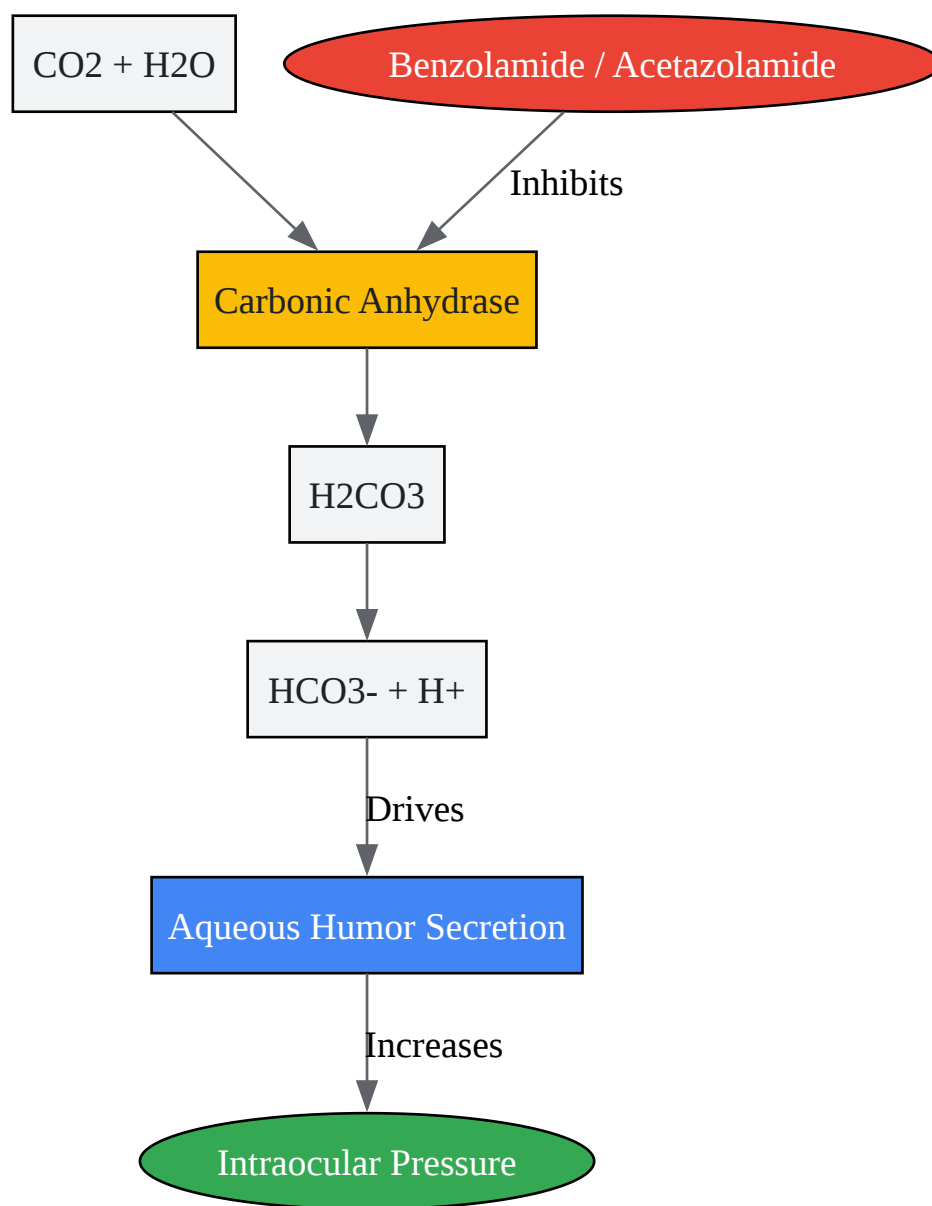 CO2 + H2O
Benzolamide / Acetazolamide
Inhibits
Carbonic Anhydrase
H2CO3
HCO3- + H+
Drives
Aqueous Humor Secretion
Increases
Intraocular Pressure